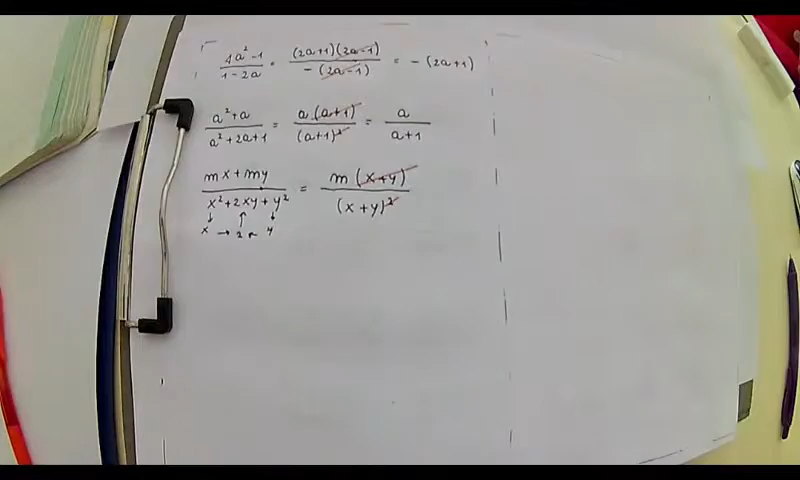 4a² - 1 / 1 - 2a = (2a+1)(2a-1) / -(2a-1) = - (2a+1)
a² + a / a² + 2a + 1 = a.(a+1) / (a+1)² = a / a+1
mx + my / x² + 2xy + y² = m (x+y) / (x+y)²
x → 2 ← y